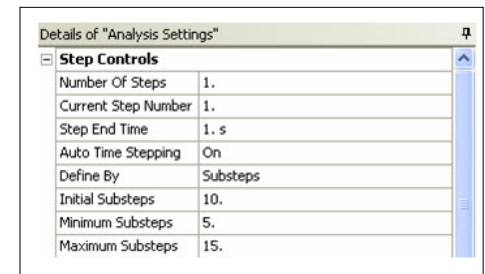 Details of "Analysis Settings"
Step Controls
Number Of Steps 1.
Current Step Number 1.
Step End Time 1. s
Auto Time Stepping On
Define By Substeps
Initial Substeps 10.
Minimum Substeps 5.
Maximum Substeps 15.